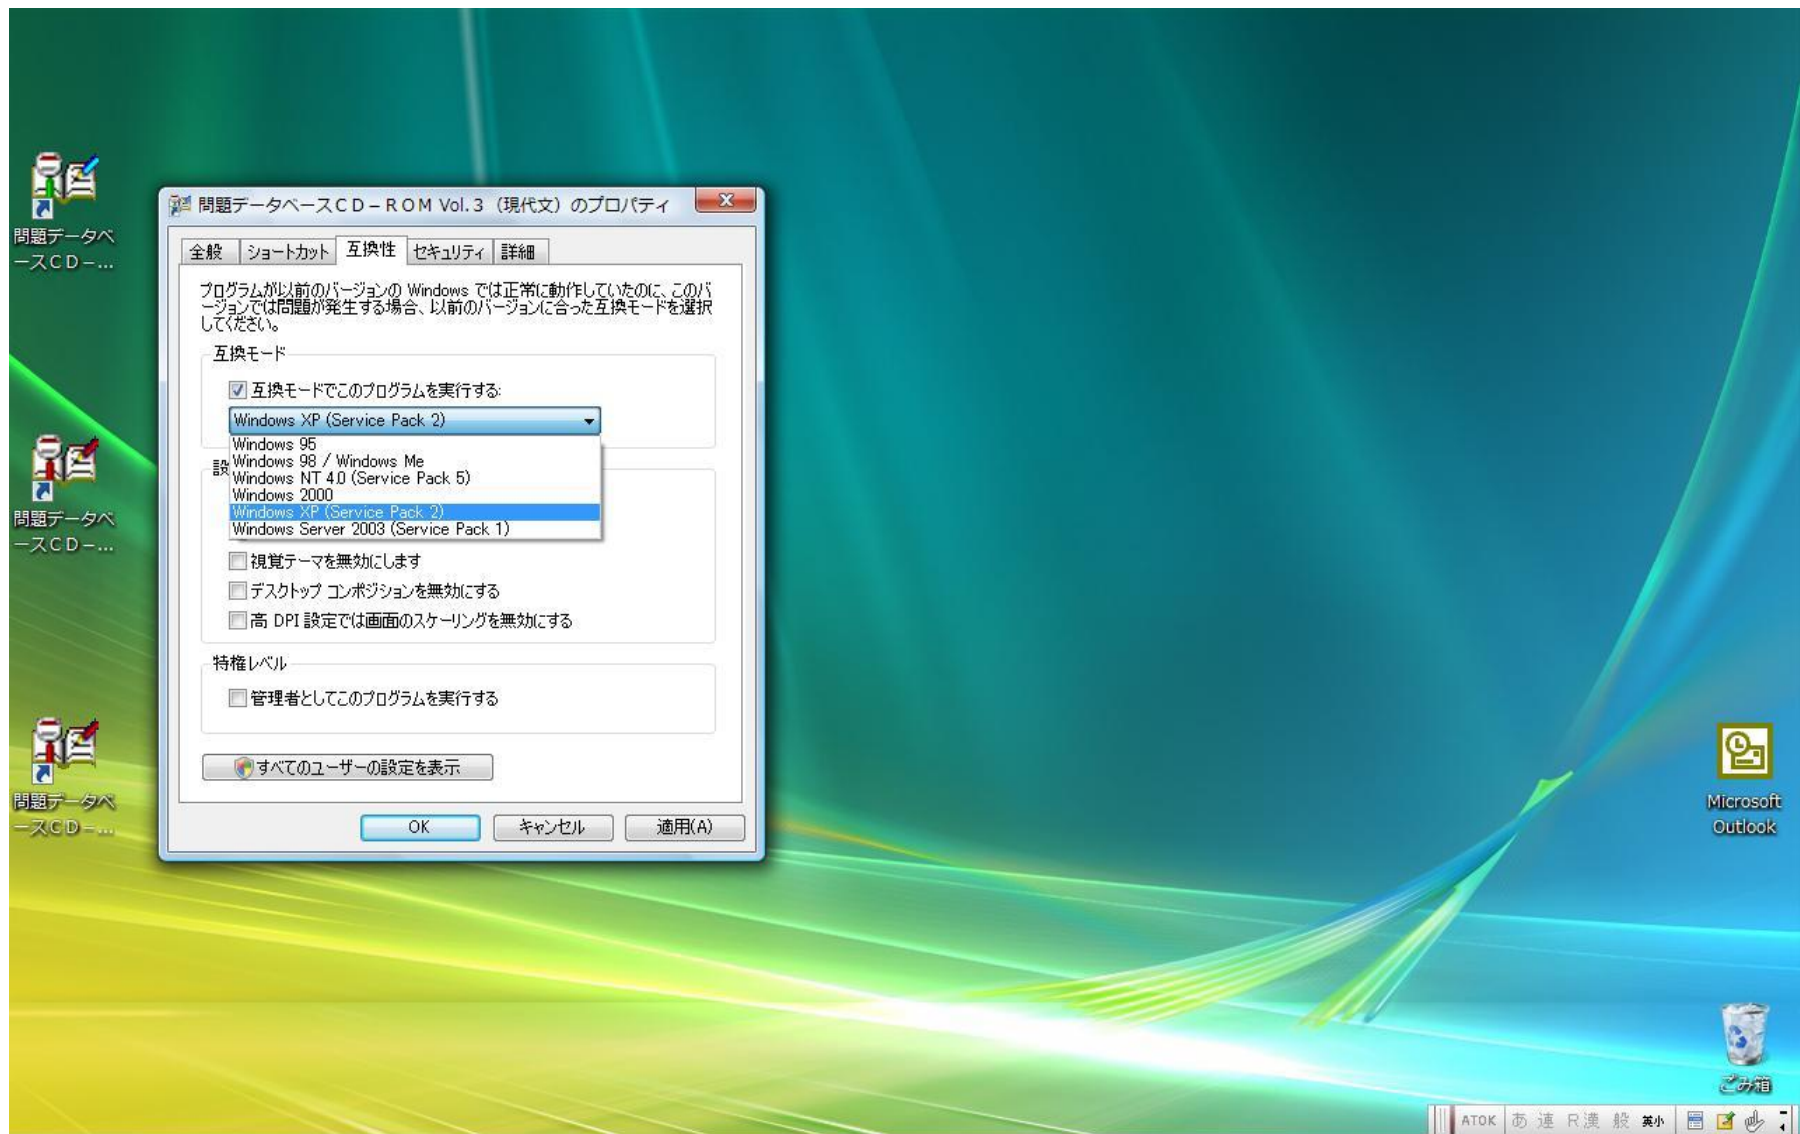 問題データベ
ースCD－...
問題データベ
ースCD－...
問題データベ
ースCD－...
問題データベースCD－ROM Vol.3（現代文）のプロパティ
全般 ショートカット 互換性 セキュリティ 詳細
プログラムが以前のバージョンの Windows では正常に動作していたのに、このバ
ージョンでは問題が発生する場合、以前のバージョンに合った互換モードを選択
してください。
互換モード
互換モードでこのプログラムを実行する:
Windows XP (Service Pack 2)
Windows 95
Windows 98 / Windows Me
設
Windows NT 4.0 (Service Pack 5)
Windows 2000
Windows XP (Service Pack 2)
Windows Server 2003 (Service Pack 1)
視覚テーマを無効にします
デスクトップ コンポジションを無効にする
高 DPI 設定では画面のスケーリングを無効にする
特権レベル
管理者としてこのプログラムを実行する
すべてのユーザーの設定を表示
OK キャンセル 適用(A)
Microsoft
Outlook
ごみ箱
ATOK あ 連 R漢 般 英小